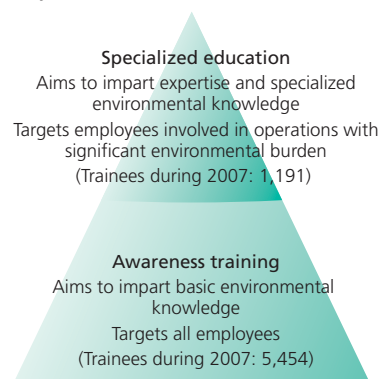 Specialized education
Aims to impart expertise and specialized
environmental knowledge
Targets employees involved in operations with
significant environmental burden
(Trainees during 2007: 1,191)
Awareness training
Aims to impart basic environmental
knowledge
Targets all employees
(Trainees during 2007: 5,454)